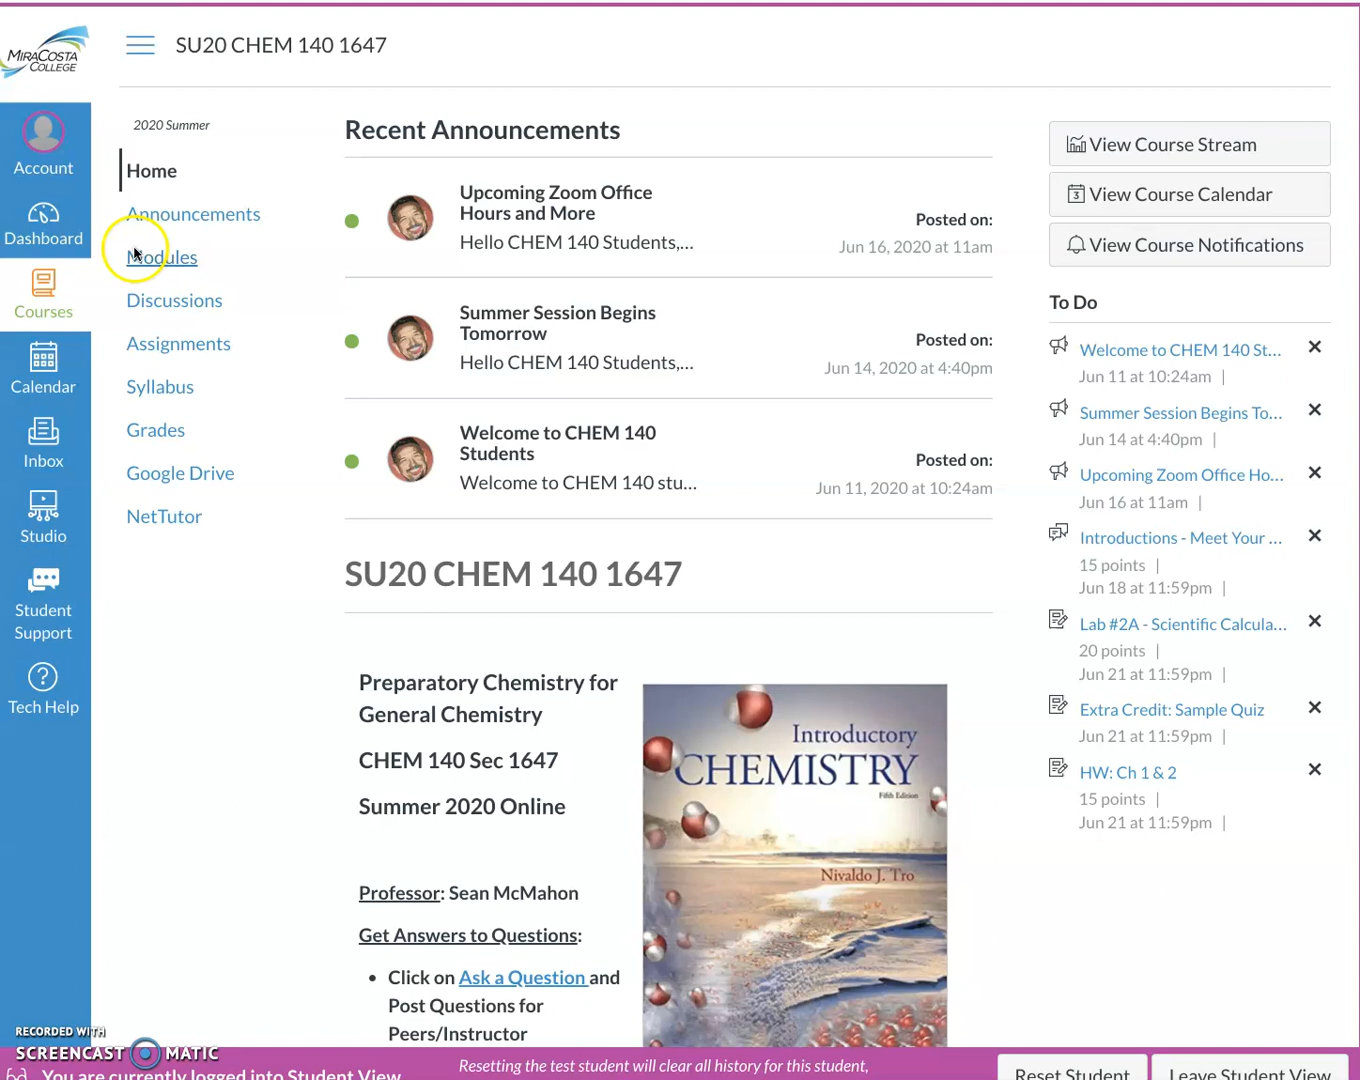 MIRACOSTA
COLLEGE
SU20 CHEM 140 1647
Account
Dashboard
Courses
Calendar
Inbox
Studio
Student
Support
Tech Help
2020 Summer
Home
Announcements
Modules
Discussions
Assignments
Syllabus
Grades
Google Drive
NetTutor
Recent Announcements
Upcoming Zoom Office
Hours and More
Hello CHEM 140 Students,...
Posted on:
Jun 16, 2020 at 11am
Summer Session Begins
Tomorrow
Hello CHEM 140 Students,...
Posted on:
Jun 14, 2020 at 4:40pm
Welcome to CHEM 140
Students
Welcome to CHEM 140 stu...
Posted on:
Jun 11, 2020 at 10:24am
SU20 CHEM 140 1647
Preparatory Chemistry for
General Chemistry
CHEM 140 Sec 1647
Summer 2020 Online
Professor: Sean McMahon
Get Answers to Questions:
• Click on Ask a Question and
Post Questions for
Peers/Instructor
Introductory
CHEMISTRY
Fifth Edition
Nivaldo J. Tro
View Course Stream
3 View Course Calendar
View Course Notifications
To Do
Welcome to CHEM 140 St...
Jun 11 at 10:24am |
Summer Session Begins To...
Jun 14 at 4:40pm |
Upcoming Zoom Office Ho...
Jun 16 at 11am |
Introductions - Meet Your ...
15 points |
Jun 18 at 11:59pm |
Lab #2A - Scientific Calcula...
20 points |
Jun 21 at 11:59pm |
Extra Credit: Sample Quiz
Jun 21 at 11:59pm |
HW: Ch 1 & 2
15 points |
Jun 21 at 11:59pm |
RECORDED WITH
SCREENCAST MATIC
You are currently logged into Student View
Resetting the test student will clear all history for this student,
Reset Student
Leave Student View